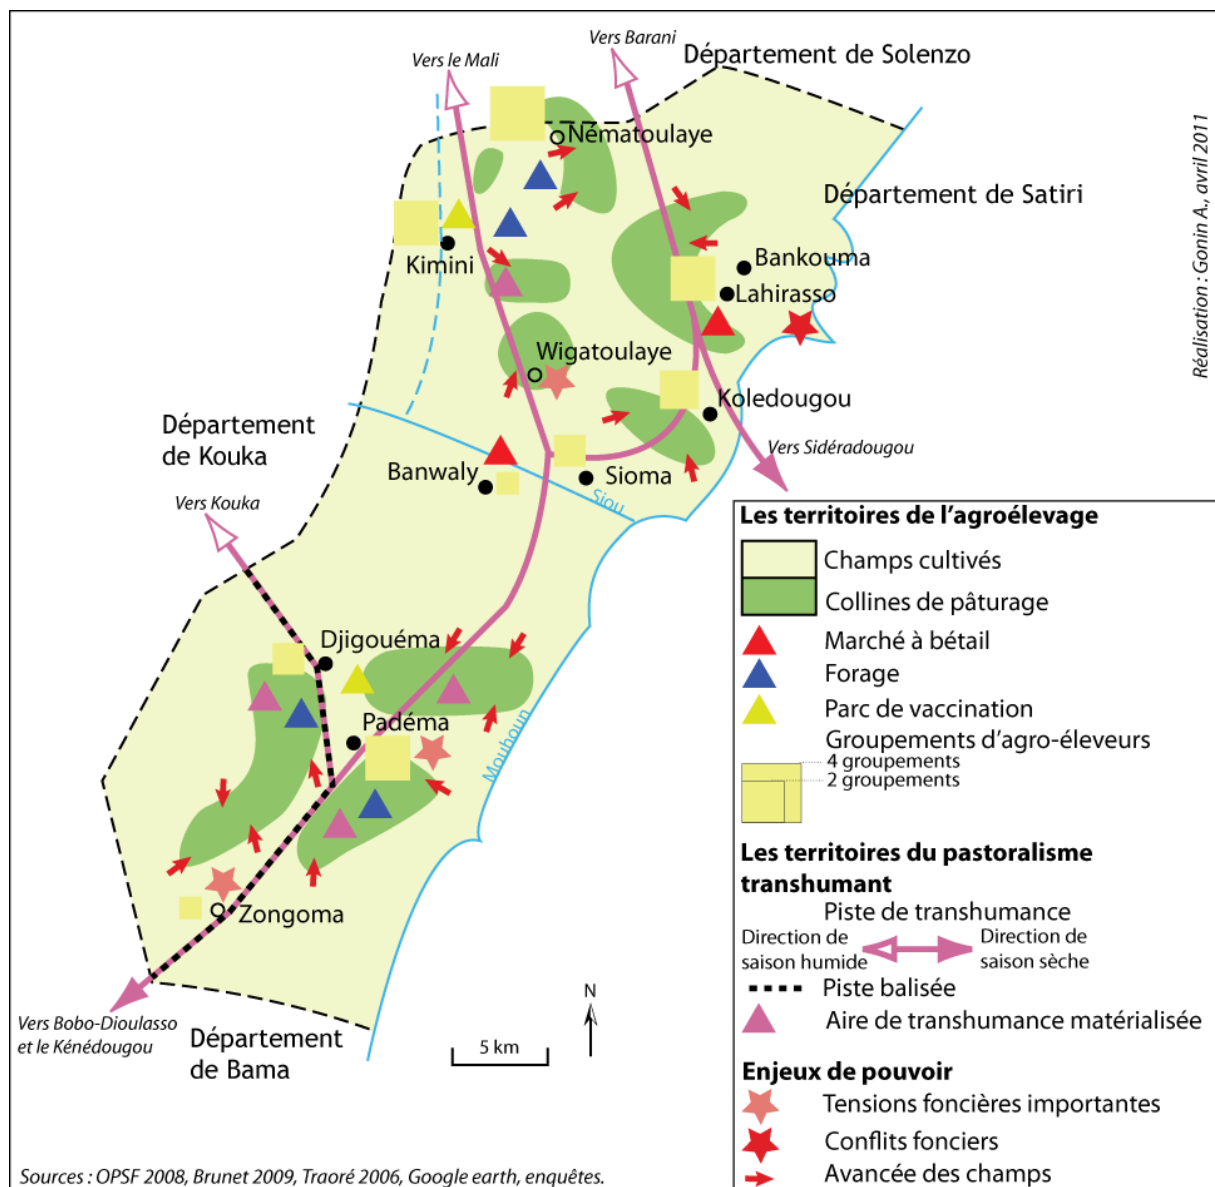 Vers le Mali
Vers Barani
Département de Solenzo
Nématoulaye
Département de Satiri
Réalisation : Gonin A., avril 2011
Kimini
Bankouma
Lahirasso
Wigatoulaye
Koledougou
Département
de Kouka
Vers Sidéradougou
Banwaly
Sioma
Siou
Vers Kouka
Djigouéma
Padéma
Mouhoun
Zongoma
Vers Bobo-Dioulasso
et le Kénédougou
Département
de Bama
5 km
N
Les territoires de l'agroélevage
Champs cultivés
Collines de pâturage
Marché à bétail
Forage
Parc de vaccination
Groupements d'agro-éleveurs
4 groupements
2 groupements
Les territoires du pastoralisme
transhumant
Piste de transhumance
Direction de
saison humide
Direction de
saison sèche
Piste balisée
Aire de transhumance matérialisée
Enjeux de pouvoir
Tensions foncières importantes
Conflits fonciers
Avancée des champs
Sources : OPSF 2008, Brunet 2009, Traoré 2006, Google earth, enquêtes.